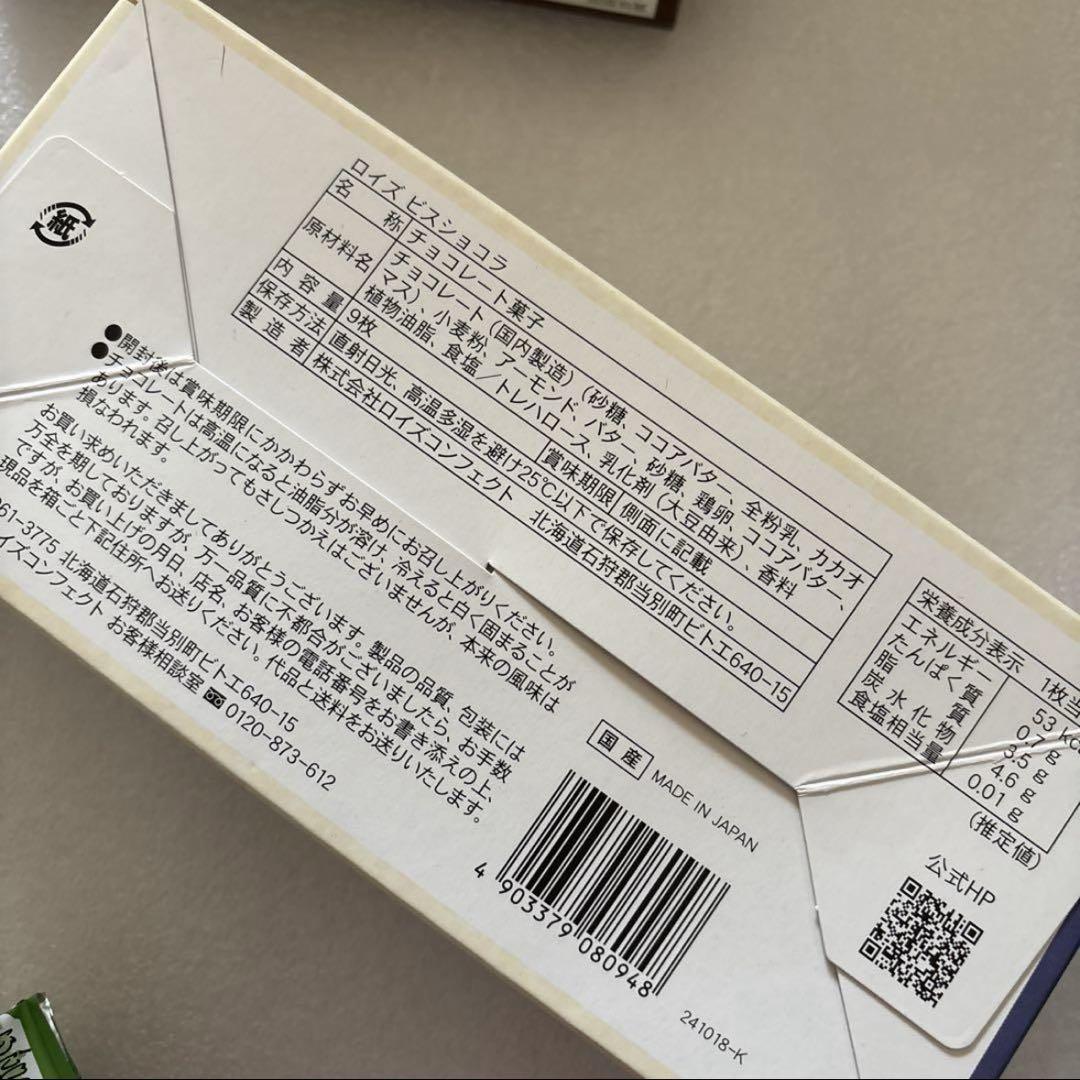 紙
ロイズ ビスショコラ
名称 チョコレート菓子
原材料名 チョコレート(国内製造)(砂糖、ココアバター、全粉乳、カカオ
マス)、小麦粉、アーモンド、バター、砂糖、鶏卵、ココアバター、
植物油脂、食塩/トレハロース、乳化剤(大豆由来)、香料
内容量 9枚 賞味期限 側面に記載
保存方法 直射日光、高温多湿を避け25℃以下で保存してください。
製造者 株式会社ロイズコンフェクト 北海道石狩郡当別町ビトエ640-15
栄養成分表示 1枚当
エネルギー 53 kc
たんぱく質 0.7 g
脂質 3.5 g
炭水化物 4.6 g
食塩相当量 0.01 g
(推定値)
●開封後は賞味期限にかかわらずお早めにお召し上がりください。
●チョコレートは高温になると油脂分が溶け、冷えると白く固まることが
あります。召し上がってもさしつかえはございませんが、本来の風味は
損なわれます。
お買い求めいただきましてありがとうございます。製品の品質、包装には
万全を期しておりますが、万一品質に不都合がございましたら、お手数
ですが、お買い上げの月日、店名、お客様の電話番号をお書き添えの上、
現品を箱ごと下記住所へお送りください。代品と送料をお送りいたします。
061-3775 北海道石狩郡当別町ビトエ640-15
イズコンフェクト お客様相談室 0120-873-612
国産 MADE IN JAPAN
4 903379 080948
公式HP
241018-K